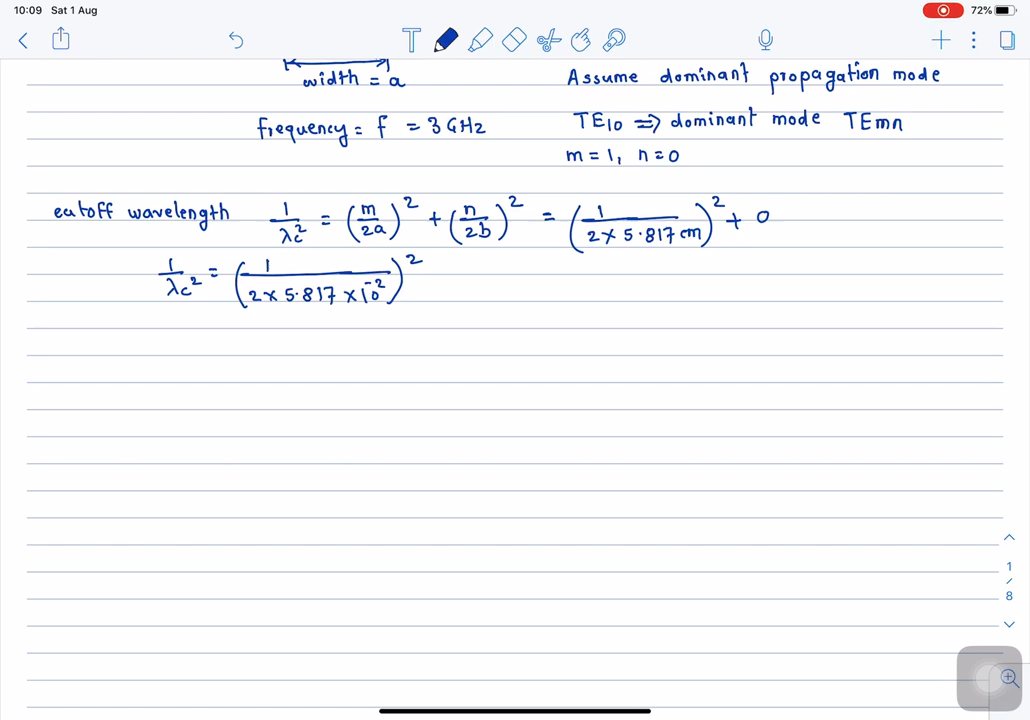 10:09 Sat 1 Aug 72%
width = a Assume dominant propagation mode
frequency = f = 3 GHz TE10 => dominant mode TEmn
m = 1, n = 0
cutoff wavelength 1/λc² = (m/2a)² + (n/2b)² = (1/2 × 5.817 cm)² + 0
1/λc² = (1/2 × 5.817 × 10⁻²)²
1
/
8